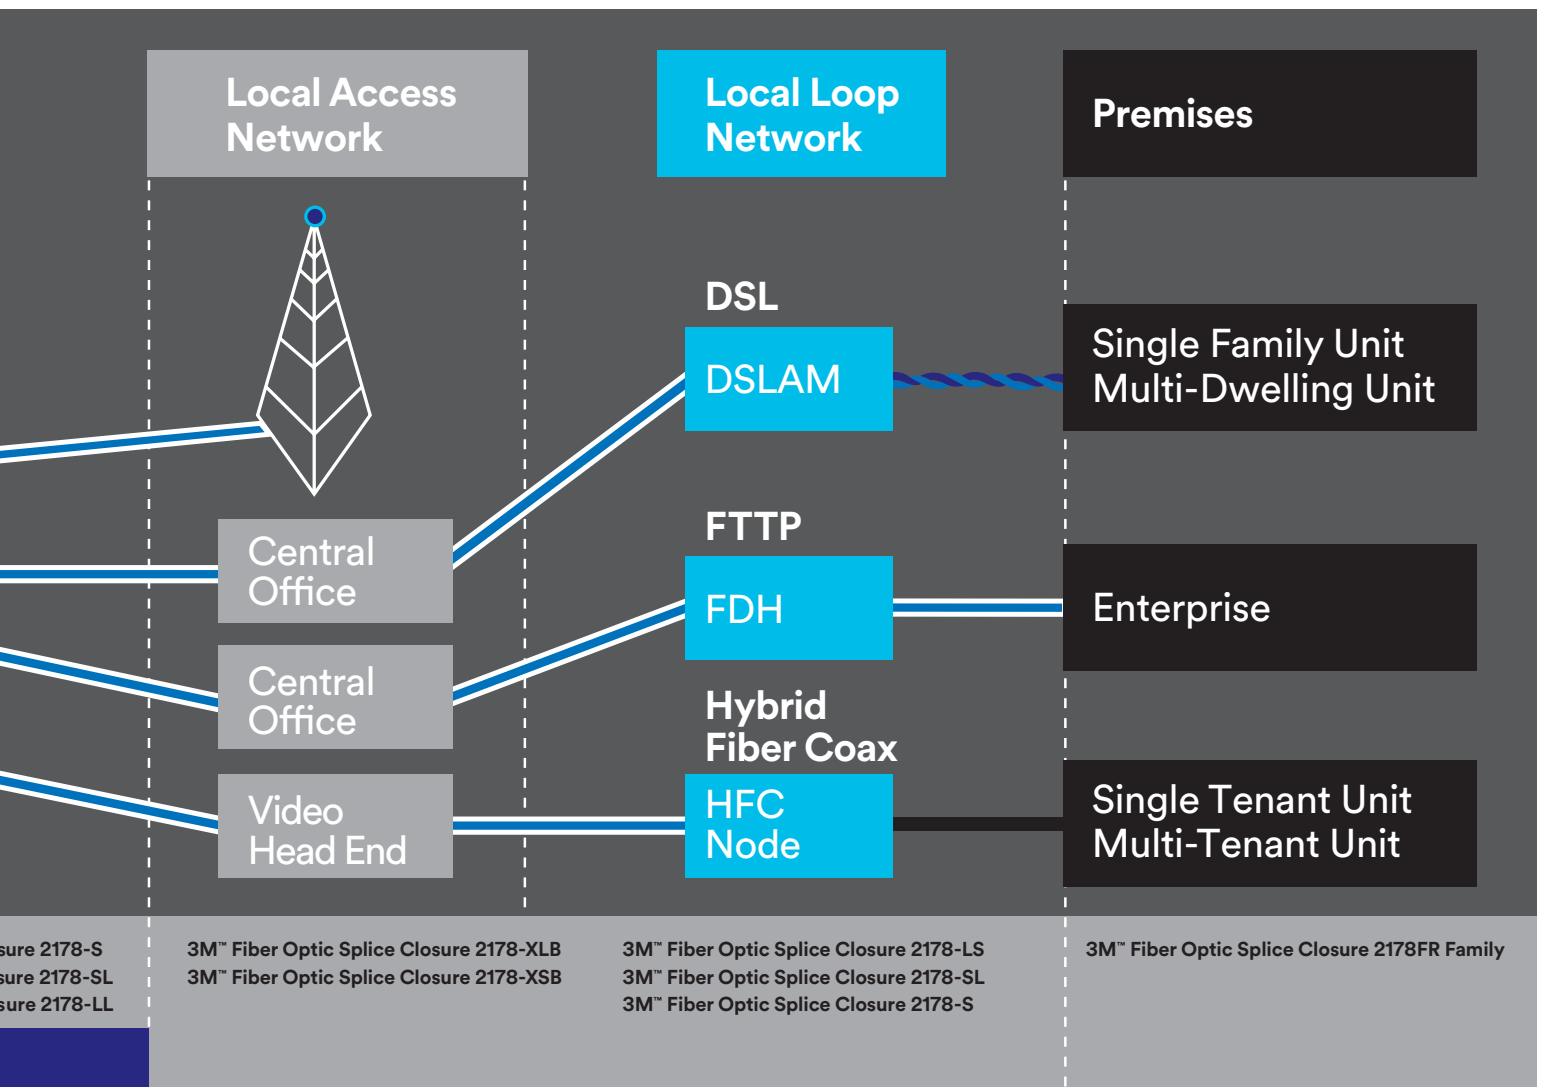 Local Access
Network
Local Loop
Network
Premises
DSL
DSLAM
Single Family Unit
Multi-Dwelling Unit
Central
Office
FTTP
FDH
Enterprise
Central
Office
Hybrid
Fiber Coax
Video
Head End
HFC
Node
Single Tenant Unit
Multi-Tenant Unit
sure 2178-S
sure 2178-SL
sure 2178-LL
3M™ Fiber Optic Splice Closure 2178-XLB
3M™ Fiber Optic Splice Closure 2178-XSB
3M™ Fiber Optic Splice Closure 2178-LS
3M™ Fiber Optic Splice Closure 2178-SL
3M™ Fiber Optic Splice Closure 2178-S
3M™ Fiber Optic Splice Closure 2178FR Family